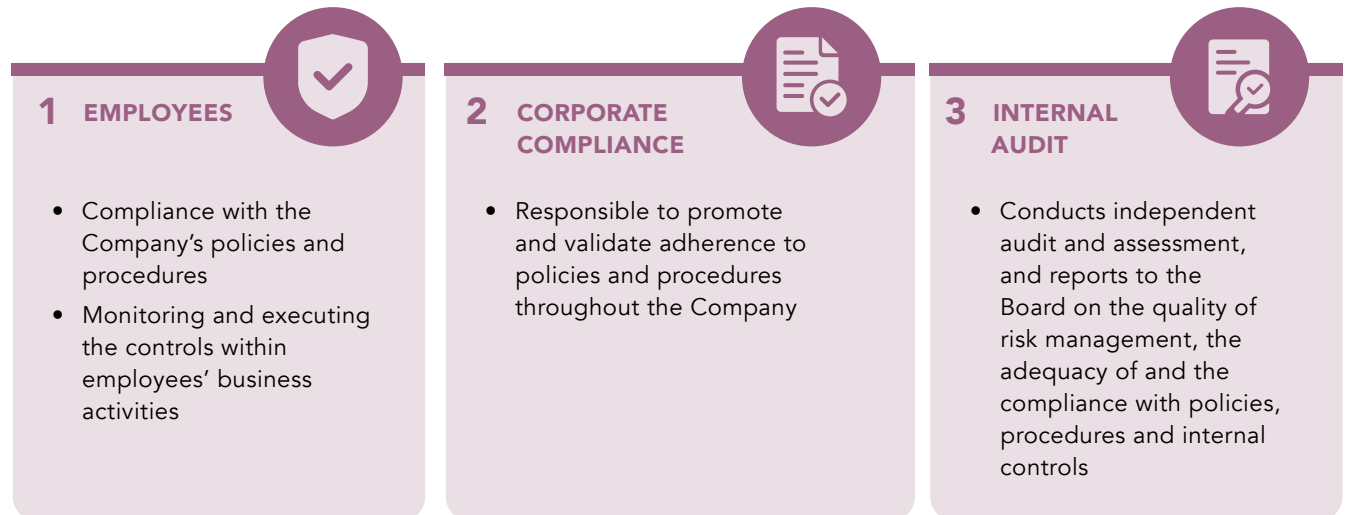 1 EMPLOYEES
• Compliance with the
Company’s policies and
procedures
• Monitoring and executing
the controls within
employees’ business
activities
2 CORPORATE
COMPLIANCE
• Responsible to promote
and validate adherence to
policies and procedures
throughout the Company
3 INTERNAL
AUDIT
• Conducts independent
audit and assessment,
and reports to the
Board on the quality of
risk management, the
adequacy of and the
compliance with policies,
procedures and internal
controls